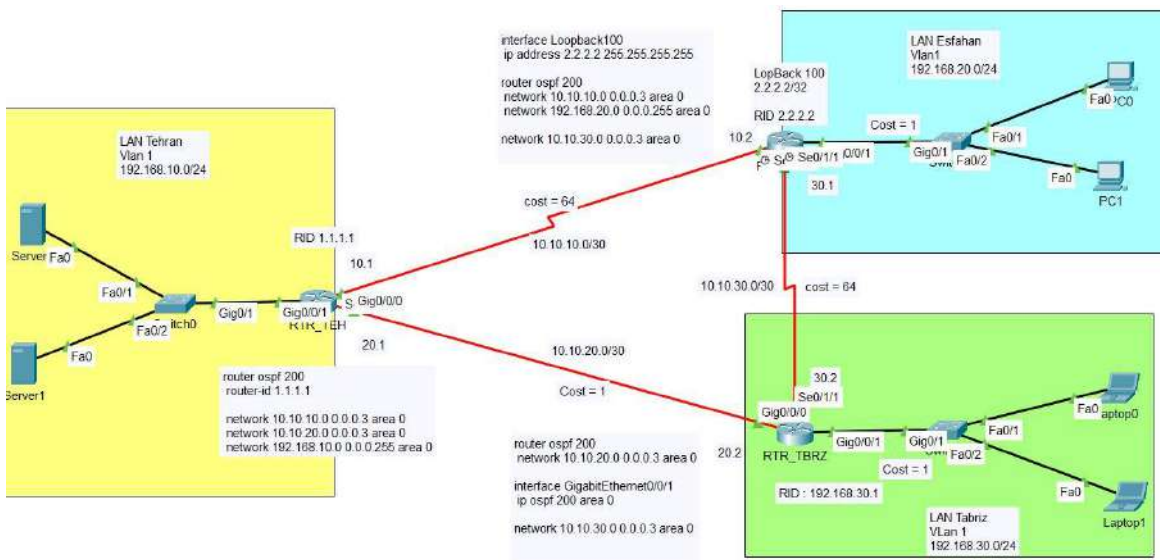 interface Loopback100
ip address 2.2.2.2 255.255.255.255
router ospf 200
network 10.10.10.0 0.0.0.3 area 0
network 192.168.20.0 0.0.0.255 area 0
network 10.10.30.0 0.0.0.3 area 0
LopBack 100
2.2.2.2/32
RID 2.2.2.2
LAN Esfahan
Vlan1
192.168.20.0/24
Fa0
PC0
Cost = 1
Fa0/1
10.2
Se0/1/1
0/0/1
Gig0/1
Fa0/2
Fa0
PC1
30.1
LAN Tehran
Vlan 1
192.168.10.0/24
cost = 64
10.10.10.0/30
Server
Fa0
RID 1.1.1.1
10.1
Fa0/1
Gig0/1
Gig0/0/1
Gig0/0/0
RTR_TEH
Fa0/2
Fa0
Server1
20.1
10.10.30.0/30
cost = 64
10.10.20.0/30
Cost = 1
router ospf 200
router-id 1.1.1.1
network 10.10.10.0 0.0.0.3 area 0
network 10.10.20.0 0.0.0.3 area 0
network 192.168.10.0 0.0.0.255 area 0
30.2
Se0/1/1
Gig0/0/0
20.2
RTR_TBRZ
Gig0/0/1
Gig0/1
Fa0/1
Fa0/2
Fa0
aptop0
Cost = 1
Fa0
Laptop1
RID : 192.168.30.1
router ospf 200
network 10.10.20.0 0.0.0.3 area 0
interface GigabitEthernet0/0/1
ip ospf 200 area 0
network 10.10.30.0 0.0.0.3 area 0
LAN Tabriz
VLan 1
192.168.30.0/24